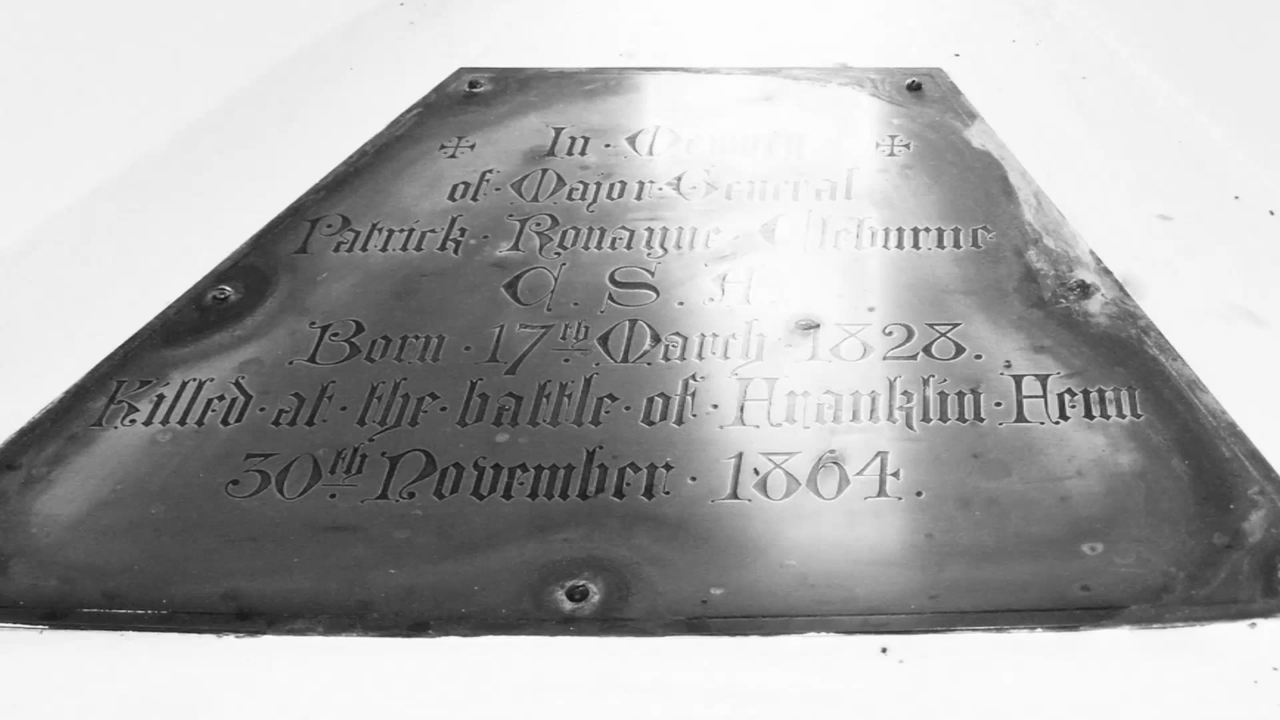 In · Memory
of · Major · General
Patrick · Ronayne · Cleburne
C. S. A.
Born · 17th March 1828.
Killed · at · the · battle · of · Franklin · Tenn
30th November · 1864.